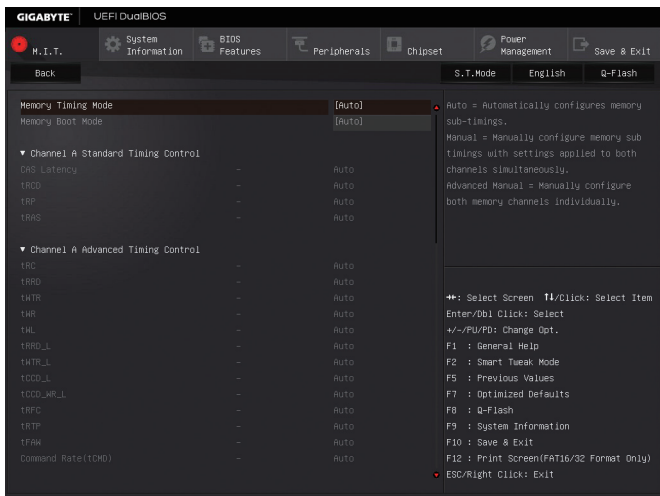 GIGABYTE™ UEFI DualBIOS
M.I.T.
System Information
BIOS Features
Peripherals
Chipset
Power Management
Save & Exit
Back
S.T.Mode English Q-Flash
Memory Timing Mode [Auto]
Memory Boot Mode [Auto]
▼ Channel A Standard Timing Control
CAS Latency – Auto
tRCD – Auto
tRP – Auto
tRAS – Auto
▼ Channel A Advanced Timing Control
tRC – Auto
tRRD – Auto
tWTR – Auto
tWR – Auto
tWL – Auto
tRRD_L – Auto
tWTR_L – Auto
tCCD_L – Auto
tCCD_WR_L – Auto
tRFC – Auto
tRTP – Auto
tFAW – Auto
Command Rate(tCMD) – Auto
Auto = Automatically configures memory
sub-timings.
Manual = Manually configure memory sub
timings with settings applied to both
channels simultaneously.
Advanced Manual = Manually configure
both memory channels individually.
→←: Select Screen ↑↓/Click: Select Item
Enter/Dbl Click: Select
+/-/PU/PD: Change Opt.
F1 : General Help
F2 : Smart Tweak Mode
F5 : Previous Values
F7 : Optimized Defaults
F8 : Q-Flash
F9 : System Information
F10 : Save & Exit
F12 : Print Screen(FAT16/32 Format Only)
ESC/Right Click: Exit